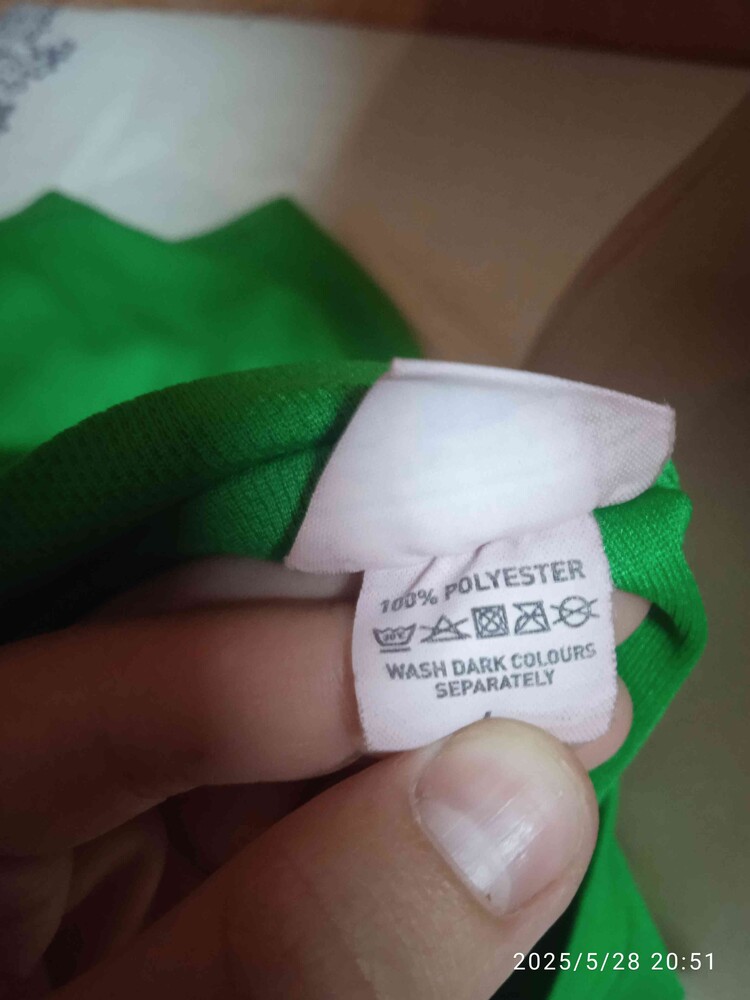 100% POLYESTER
WASH DARK COLOURS
SEPARATELY
2025/5/28 20:51